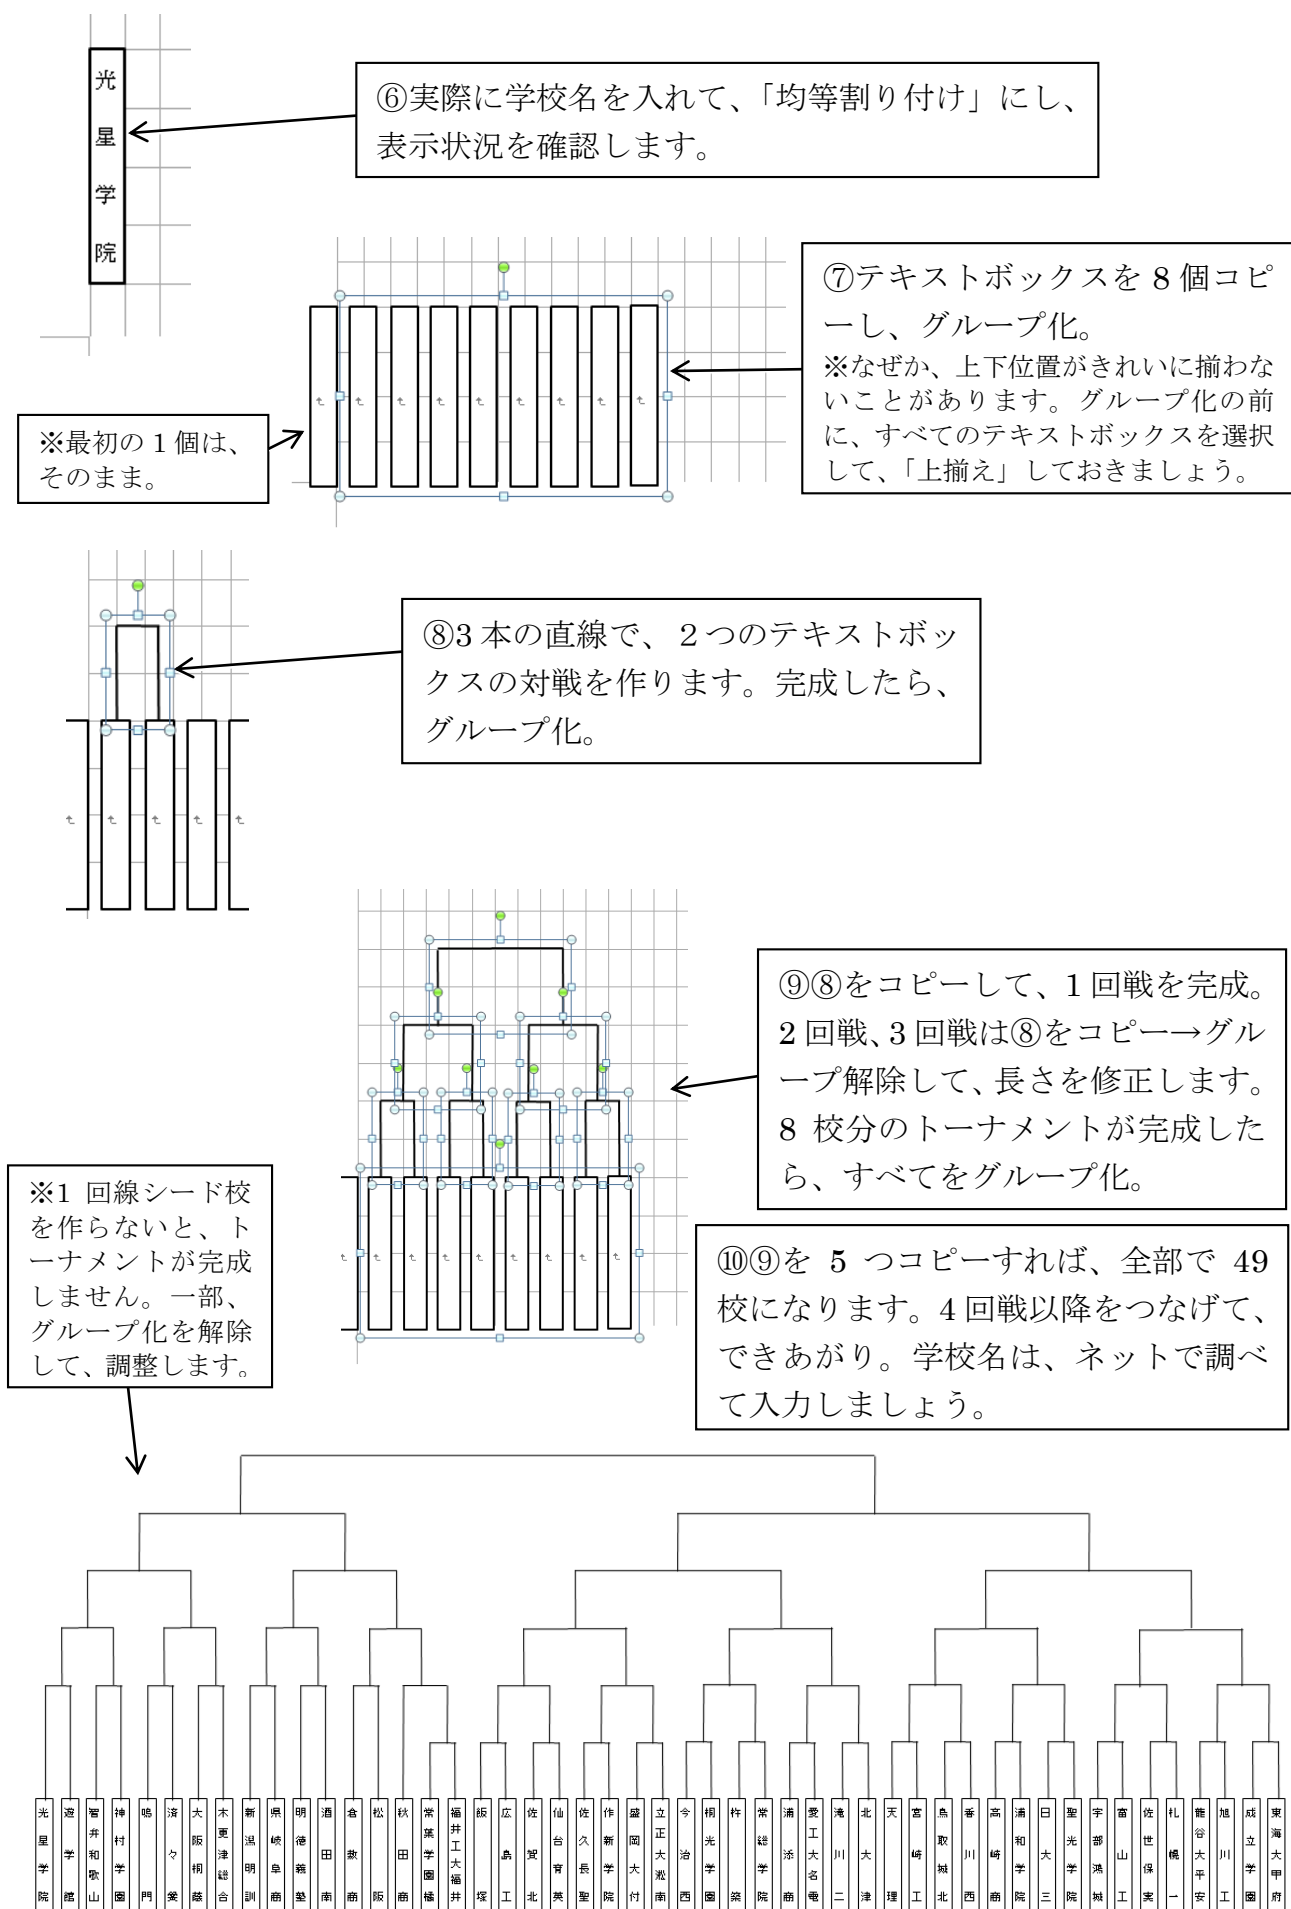 光星学院
⑥実際に学校名を入れて、「均等割り付け」にし、
表示状況を確認します。
⑦テキストボックスを 8 個コピ
ーし、グループ化。
※なぜか、上下位置がきれいに揃わな
いことがあります。グループ化の前
に、すべてのテキストボックスを選択
して、「上揃え」しておきましょう。
※最初の 1 個は、
そのまま。
⑧3 本の直線で、２つのテキストボッ
クスの対戦を作ります。完成したら、
グループ化。
⑨⑧をコピーして、1 回戦を完成。
2 回戦、3 回戦は⑧をコピー→グル
ープ解除して、長さを修正します。
8 校分のトーナメントが完成した
ら、すべてをグループ化。
※1 回線シード校
を作らないと、ト
ーナメントが完成
しません。一部、
グループ化を解除
して、調整します。
⑩⑨を 5 つコピーすれば、全部で 49
校になります。4 回戦以降をつなげて、
できあがり。学校名は、ネットで調べ
て入力しましょう。
光星学院
遊学館
智弁和歌山
神村学園
鳴門
済々黌
大阪桐蔭
木更津総合
新潟明訓
県岐阜商
明徳義塾
酒田南
倉敷商
松阪
秋田商
常葉学園橘
福井工大福井
飯塚
広島工
佐賀北
仙台育英
佐久長聖
作新学院
盛岡大付
立正大淞南
今治西
桐光学園
杵築
常総学院
浦添商
愛工大名電
滝川二
北大津
天理
宮崎工
鳥取城北
香川西
高崎商
浦和学院
日大三
聖光学院
宇部鴻城
富山工
佐世保実
札幌一
龍谷大平安
旭川工
成立学園
東海大甲府